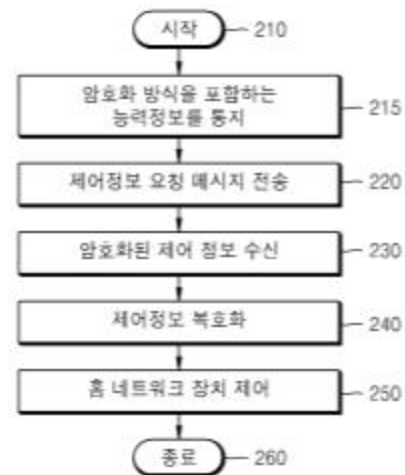 시작 210
암호화 방식을 포함하는 215
능력정보를 통지
제어정보 요청 메시지 전송 220
암호화된 제어 정보 수신 230
제어정보 복호화 240
홈 네트워크 장치 제어 250
종료 260